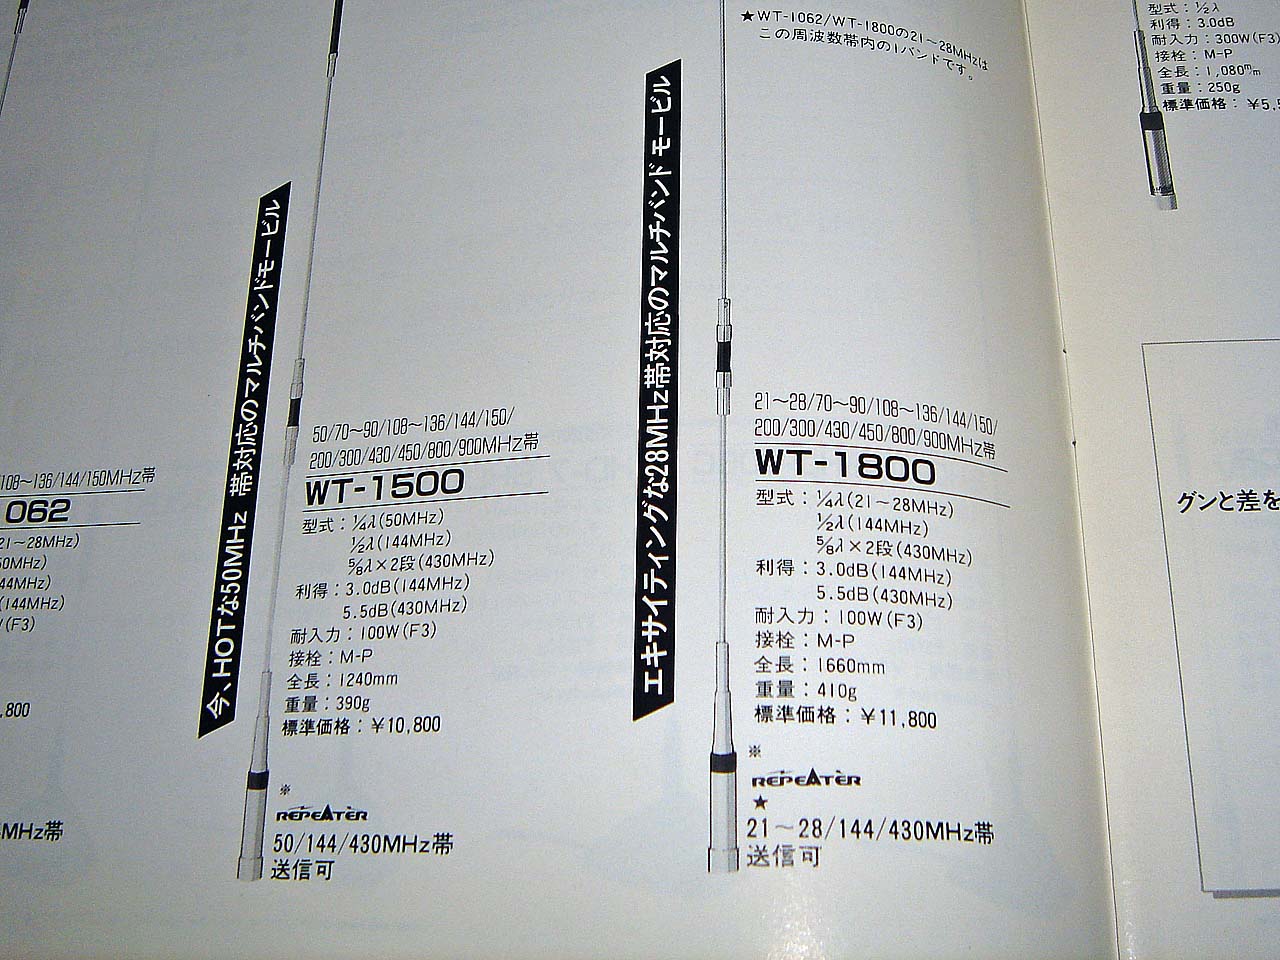 108〜136/144/150MHz帯
1062
21〜28MHz)
50MHz)
144MHz)
(144MHz)
(F3)
,800
MHz帯
今、HOTな50MHz 帯対応のマルチバンドモービル
50/70〜90/108〜136/144/150/
200/300/430/450/800/900MHz帯
WT-1500
型式：¼λ(50MHz)
½λ(144MHz)
⅝λ×2段(430MHz)
利得：3.0dB(144MHz)
5.5dB(430MHz)
耐入力：100W(F3)
接栓：M-P
全長：1240mm
重量：390g
標準価格：￥10,800
※
REPEATER
50/144/430MHz帯
送信可
★WT-1062/WT-1800の21〜28MHzは
この周波数帯内の1バンドです。
エキサイティングな28MHz帯対応のマルチバンド モービル
21〜28/70〜90/108〜136/144/150/
200/300/430/450/800/900MHz帯
WT-1800
型式：¼λ(21〜28MHz)
½λ(144MHz)
⅝λ×2段(430MHz)
利得：3.0dB(144MHz)
5.5dB(430MHz)
耐入力：100W(F3)
接栓：M-P
全長：1660mm
重量：410g
標準価格：￥11,800
※
REPEATER
★
21〜28/144/430MHz帯
送信可
型式：½λ
利得：3.0dB
耐入力：300W(F3)
接栓：M-P
全長：1,080mm
重量：250g
標準価格：￥5,5
グンと差を